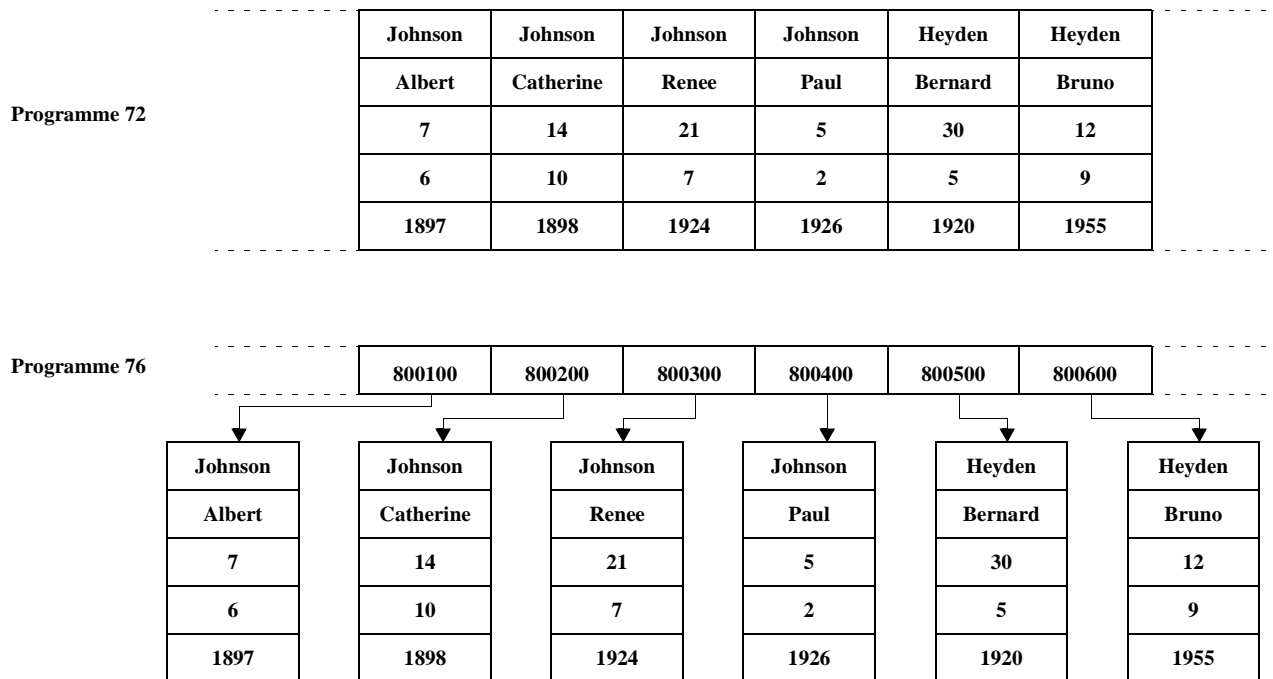 Johnson Johnson Johnson Johnson Heyden Heyden
Albert Catherine Renee Paul Bernard Bruno
Programme 72
7 14 21 5 30 12
6 10 7 2 5 9
1897 1898 1924 1926 1920 1955
Programme 76
800100 800200 800300 800400 800500 800600
Johnson Johnson Johnson Johnson Heyden Heyden
Albert Catherine Renee Paul Bernard Bruno
7 14 21 5 30 12
6 10 7 2 5 9
1897 1898 1924 1926 1920 1955